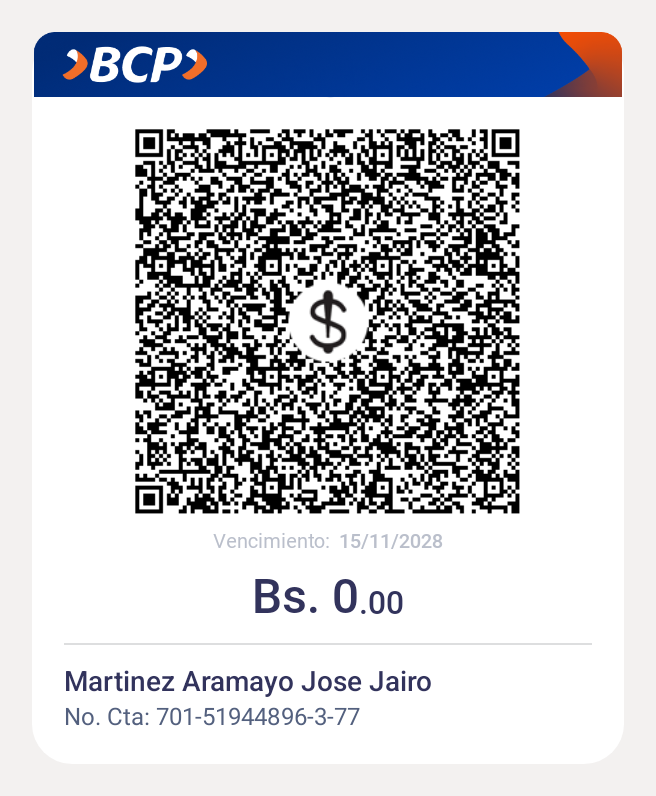 BCP
$
Vencimiento: 15/11/2028
Bs. 0.00
Martinez Aramayo Jose Jairo
No. Cta: 701-51944896-3-77